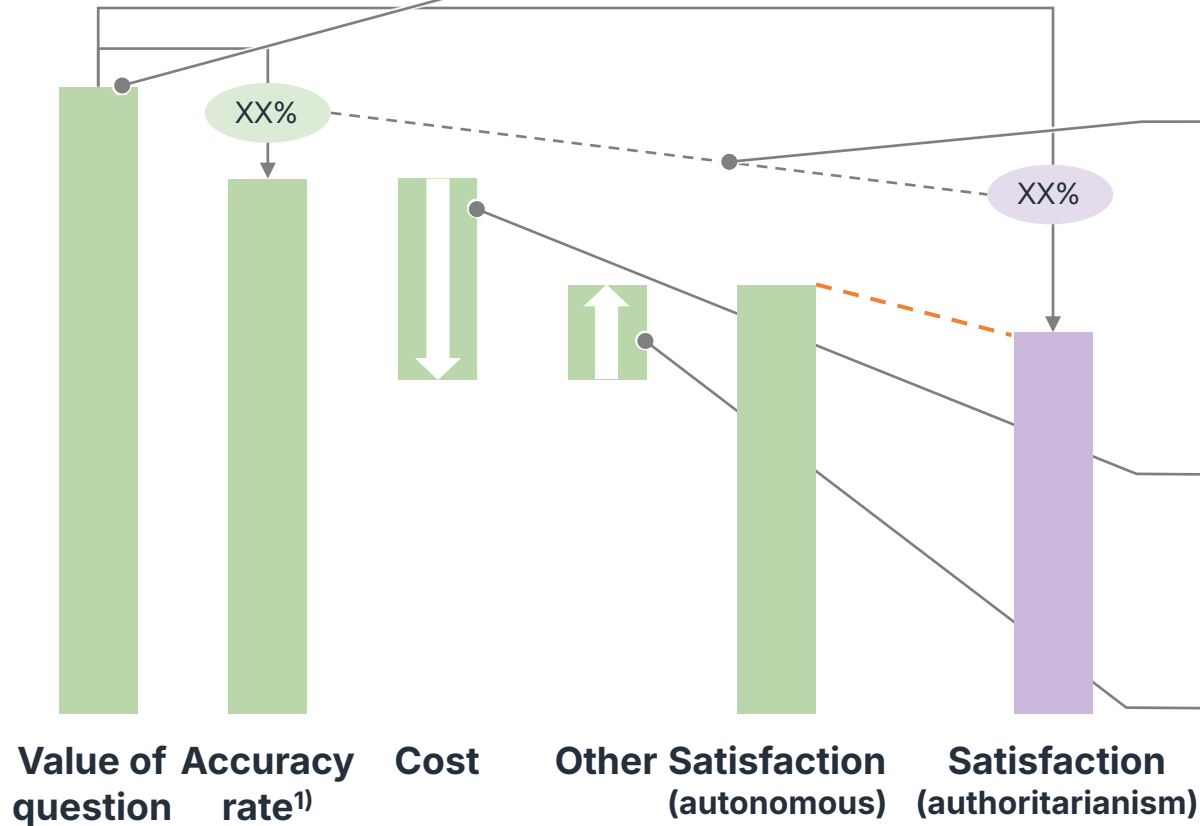 XX%
XX%
Value of
question
Accuracy
rate¹⁾
Cost
Other
Satisfaction
(autonomous)
Satisfaction
(authoritarianism)